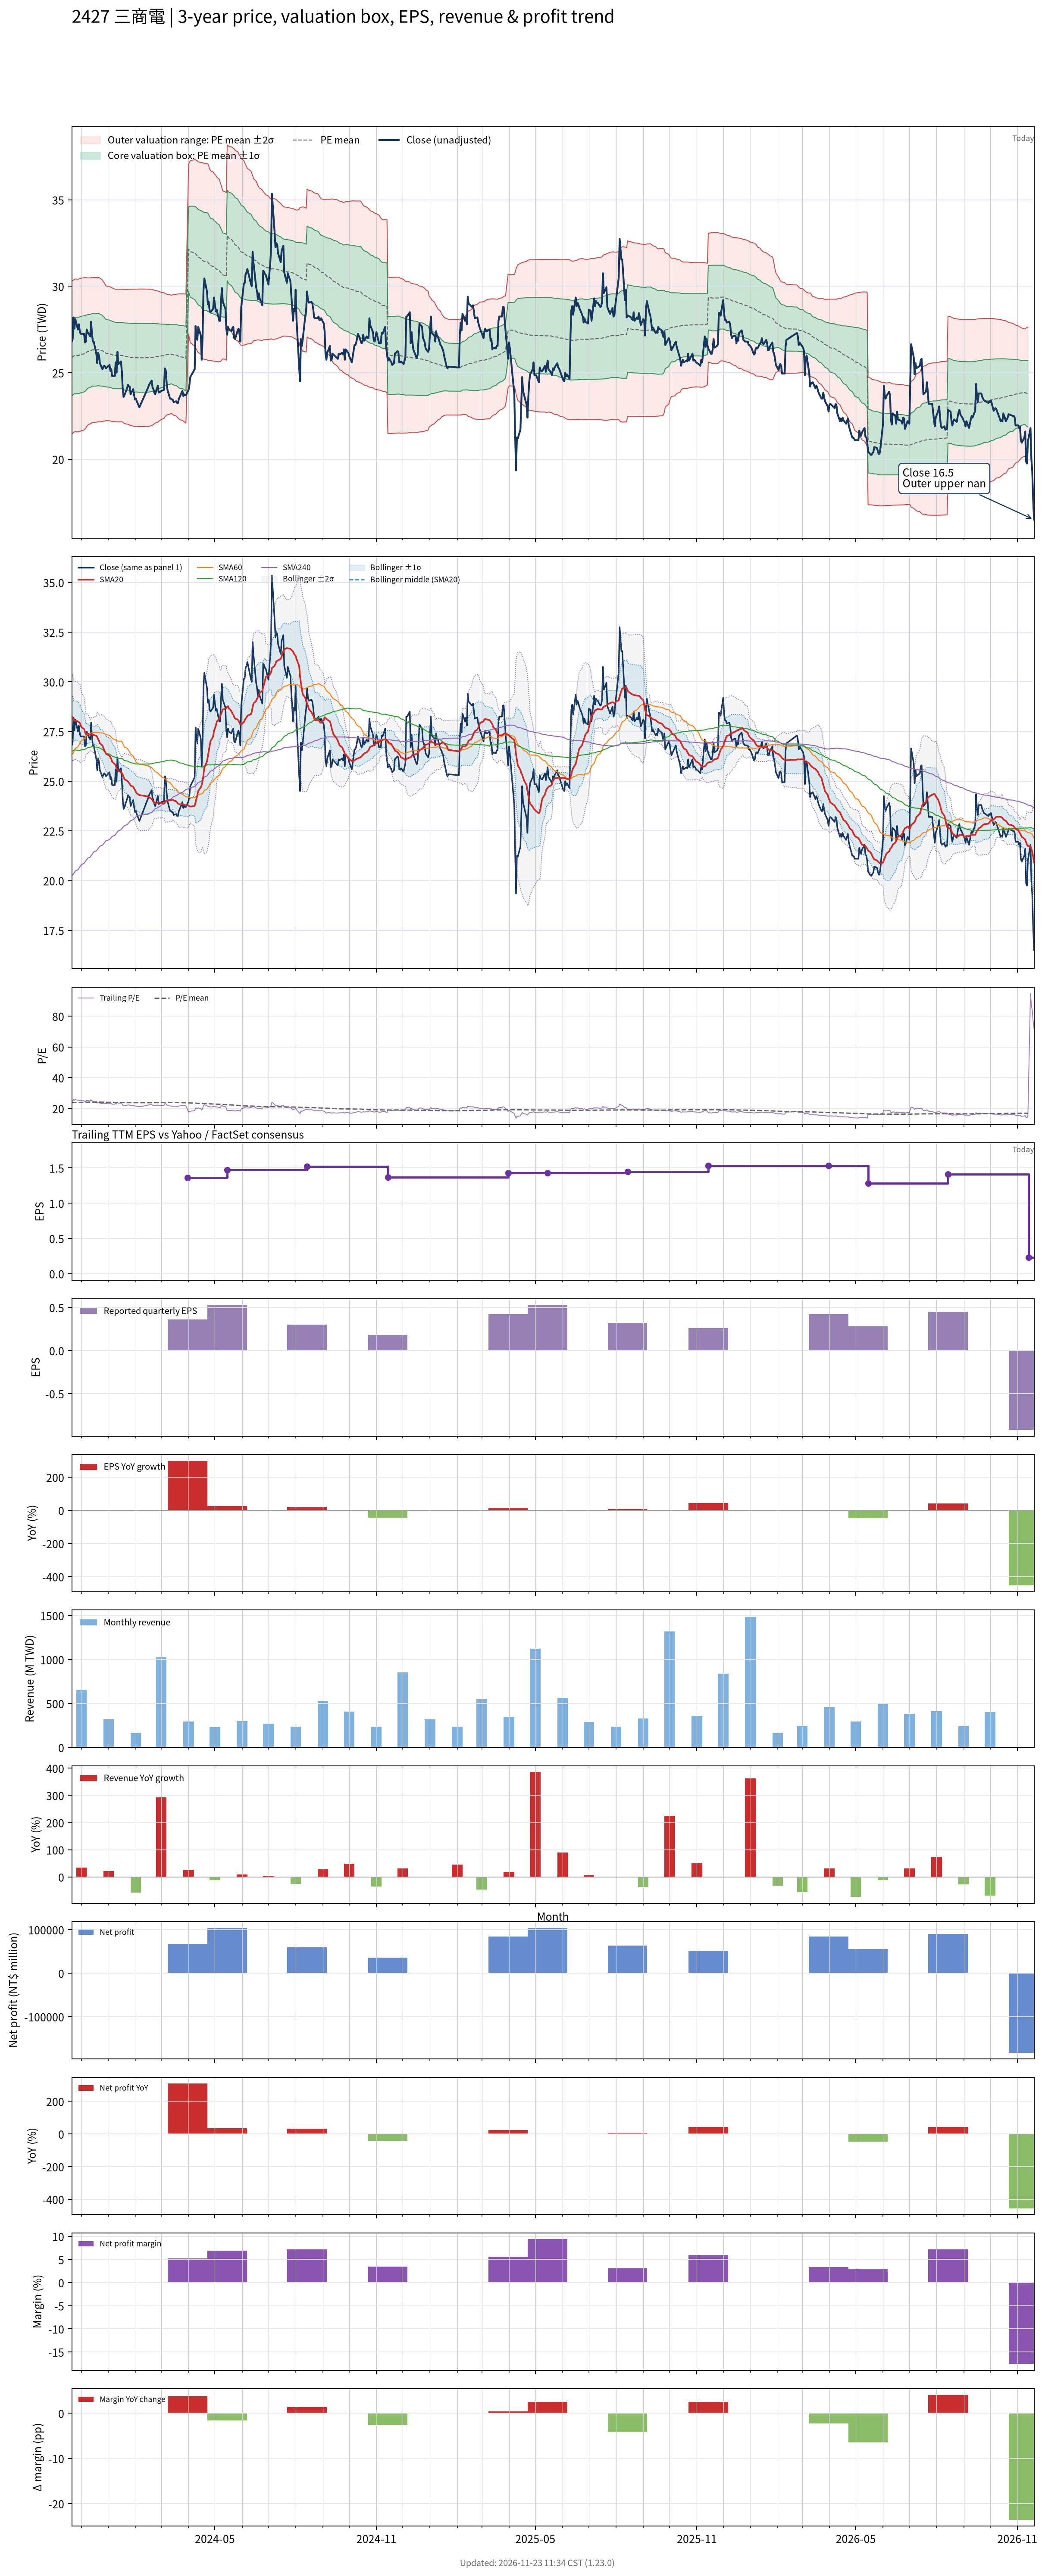 2427 三商電 | 3-year price, valuation box, EPS, revenue & profit trend
Outer valuation range: PE mean ±2σ
PE mean
Close (unadjusted)
Core valuation box: PE mean ±1σ
Today
Price (TWD)
35
30
25
20
Close 16.5
Outer upper nan
Close (same as panel 1)
SMA60
SMA240
Bollinger ±1σ
SMA20
SMA120
Bollinger ±2σ
Bollinger middle (SMA20)
Price
35.0
32.5
30.0
27.5
25.0
22.5
20.0
17.5
Trailing P/E
P/E mean
P/E
80
60
40
20
Trailing TTM EPS vs Yahoo / FactSet consensus
Today
EPS
1.5
1.0
0.5
0.0
Reported quarterly EPS
EPS
0.5
0.0
-0.5
EPS YoY growth
YoY (%)
200
0
-200
-400
Monthly revenue
Revenue (M TWD)
1500
1000
500
0
Revenue YoY growth
YoY (%)
400
300
200
100
0
Month
Net profit
Net profit (NT$ million)
100000
0
-100000
Net profit YoY
YoY (%)
200
0
-200
-400
Net profit margin
Margin (%)
10
5
0
-5
-10
-15
Margin YoY change
Δ margin (pp)
0
-10
-20
2024-05
2024-11
2025-05
2025-11
2026-05
2026-11
Updated: 2026-11-23 11:34 CST (1.23.0)